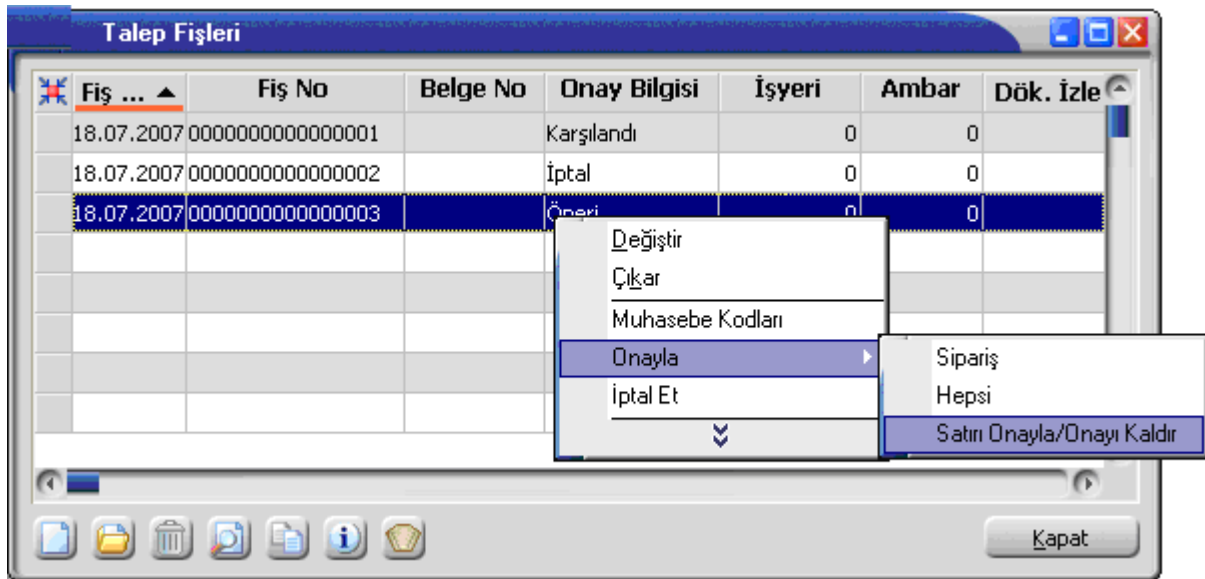 Talep Fişleri
Fiş ... Fiş No Belge No Onay Bilgisi İşyeri Ambar Dök. İzle
18.07.2007 0000000000000001 Karşılandı 0 0
18.07.2007 0000000000000002 İptal 0 0
18.07.2007 0000000000000003 Öneri 0 0
Değiştir
Çıkar
Muhasebe Kodları
Onayla
Sipariş
İptal Et
Hepsi
Satırı Onayla/Onayı Kaldır
Kapat